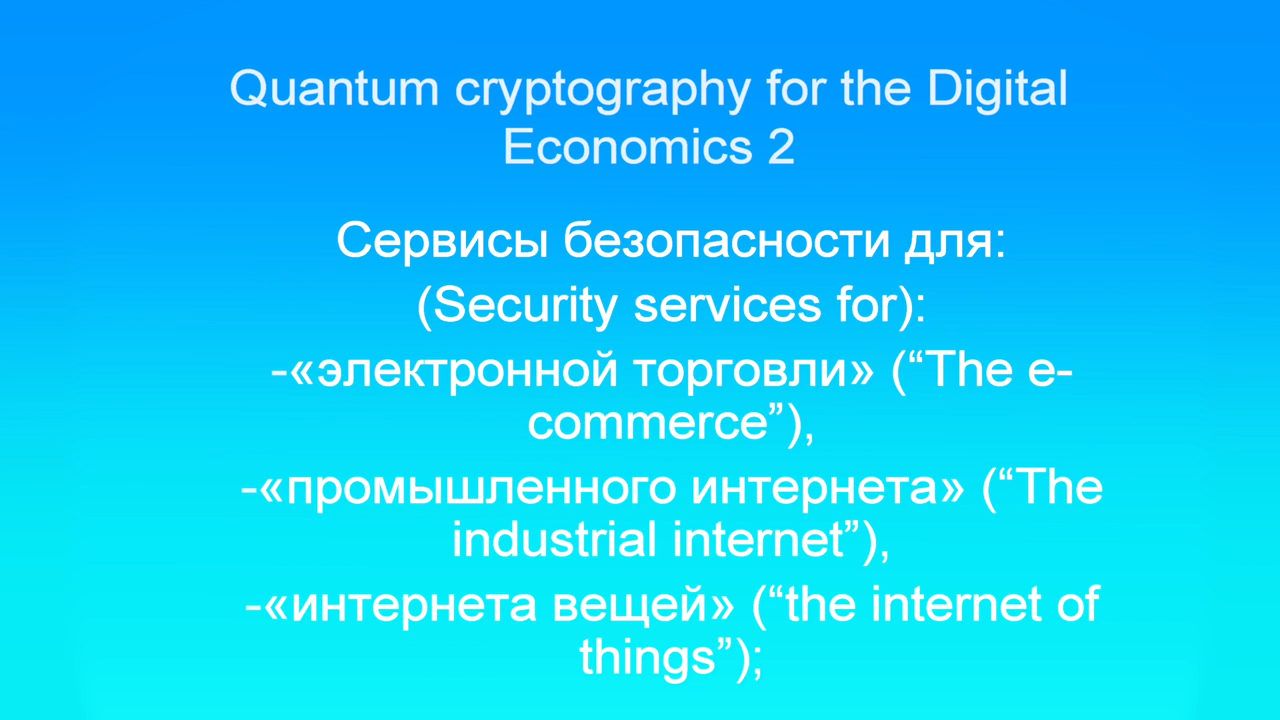 Quantum cryptography for the Digital
Economics 2
Сервисы безопасности для:
(Security services for):
-«электронной торговли» (“The e-
commerce”),
-«промышленного интернета» (“The
industrial internet”),
-«интернета вещей» (“the internet of
things”);